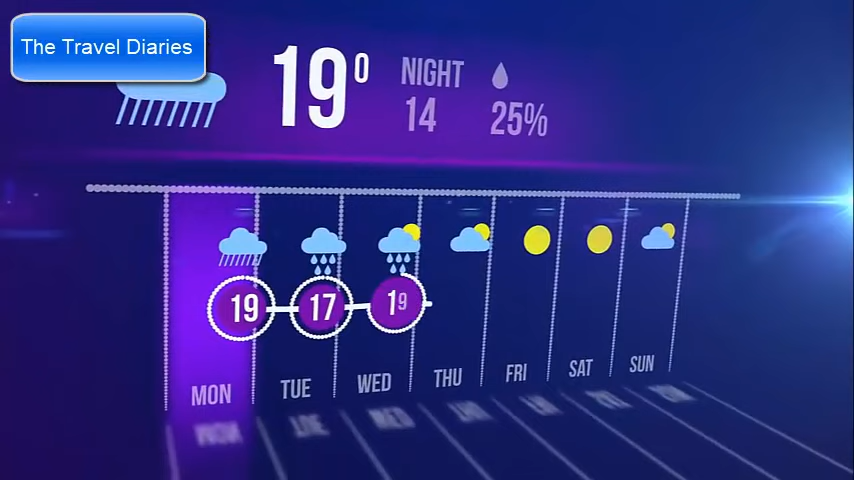 The Travel Diaries
19°
NIGHT
14
25%
19
17
19
MON
TUE
WED
THU
FRI
SAT
SUN